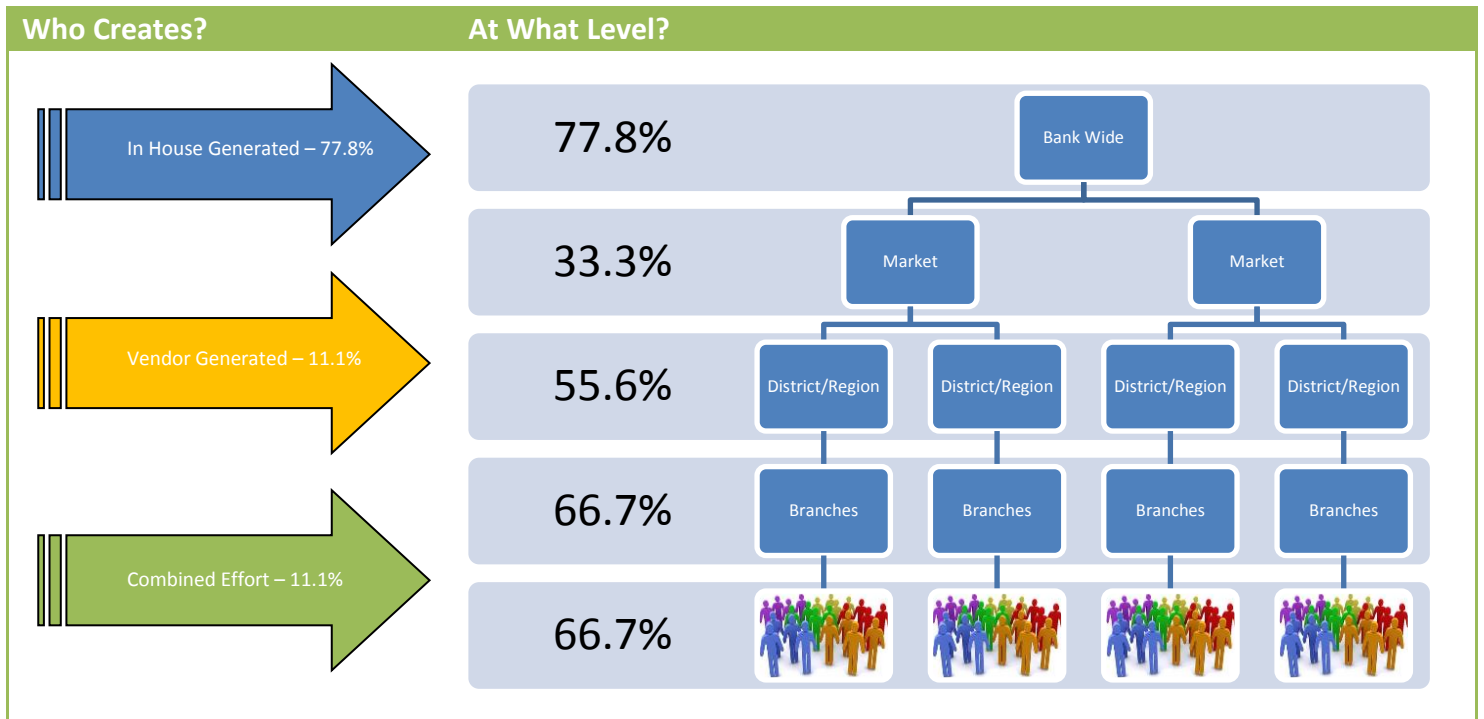 Who Creates?
At What Level?
In House Generated – 77.8%
Vendor Generated – 11.1%
Combined Effort – 11.1%
77.8%
Bank Wide
33.3%
Market
Market
55.6%
District/Region
District/Region
District/Region
District/Region
66.7%
Branches
Branches
Branches
Branches
66.7%